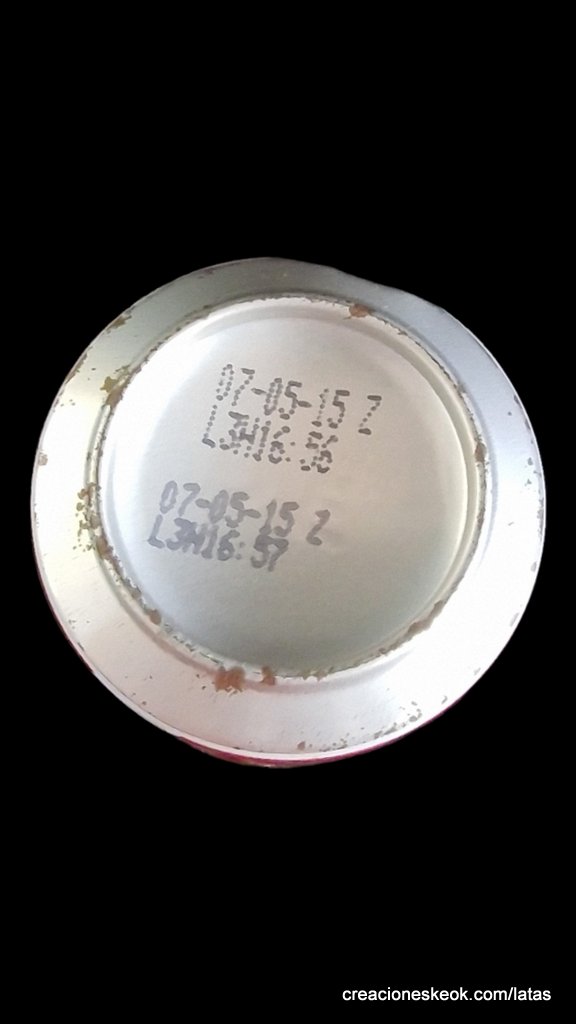 07-05-15 Z
L3H16:56
07-05-15 Z
L3H16:57
creacioneskeok.com/latas